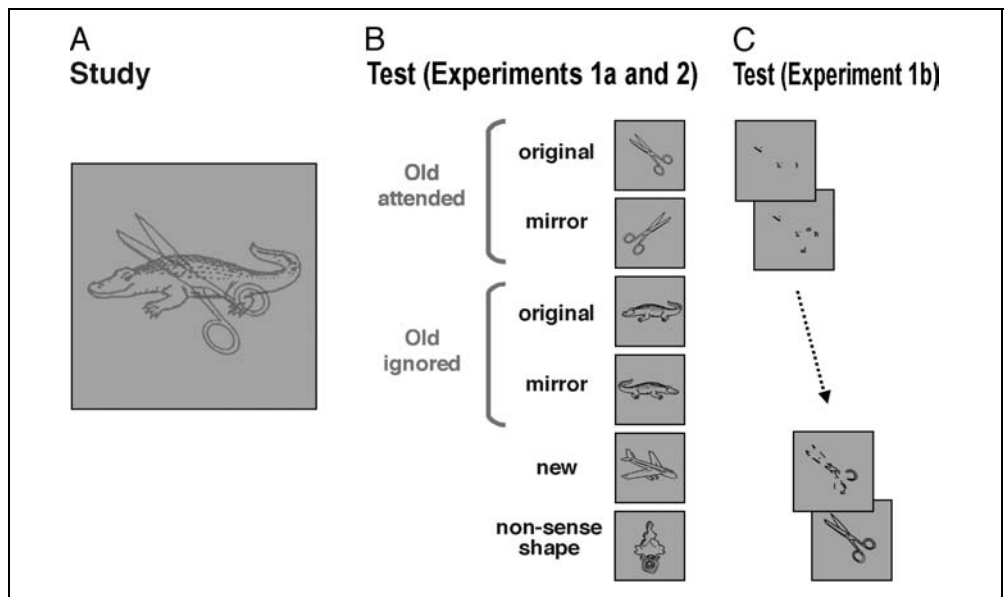 A
Study
B
Test (Experiments 1a and 2)
C
Test (Experiment 1b)
Old
attended
original
mirror
Old
ignored
original
mirror
new
non-sense
shape